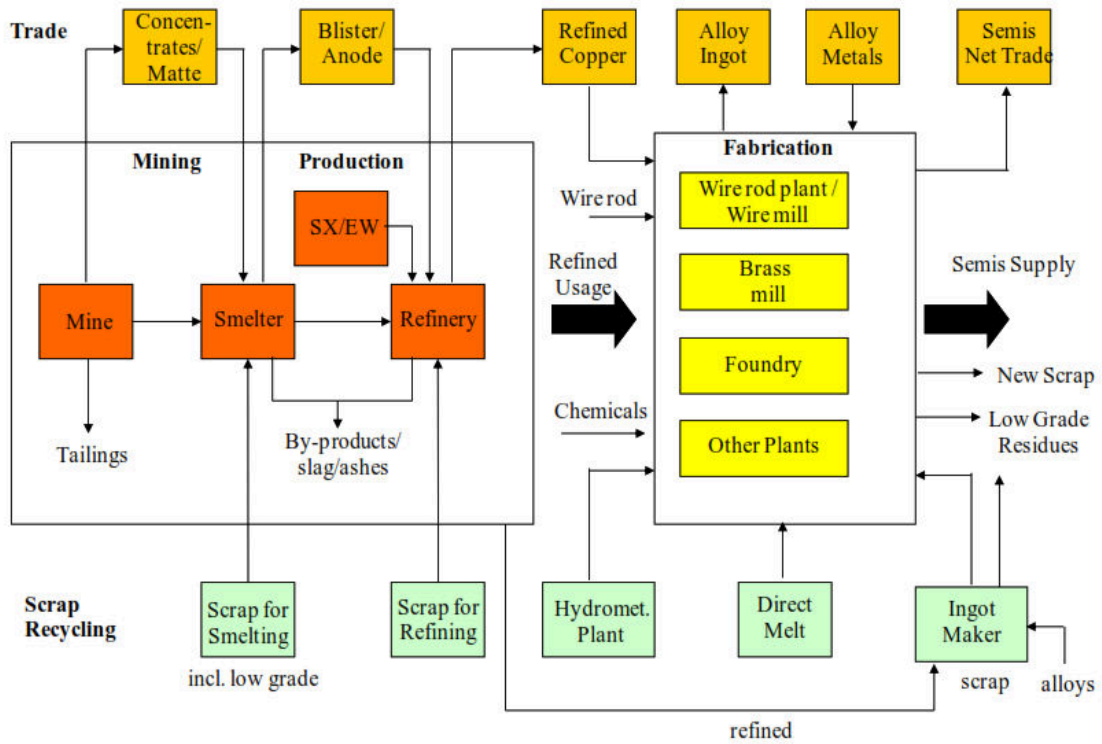 Trade
Concen-
trates/
Matte
Blister/
Anode
Refined
Copper
Alloy
Ingot
Alloy
Metals
Semis
Net Trade
Mining
Production
Fabrication
SX/EW
Wire rod
Wire rod plant /
Wire mill
Refined
Usage
Brass
mill
Semis Supply
Mine
Smelter
Refinery
Foundry
New Scrap
Chemicals
Low Grade
Residues
Tailings
By-products/
slag/ashes
Other Plants
Scrap
Recycling
Scrap for
Smelting
Scrap for
Refining
Hydromet.
Plant
Direct
Melt
Ingot
Maker
incl. low grade
scrap
alloys
refined